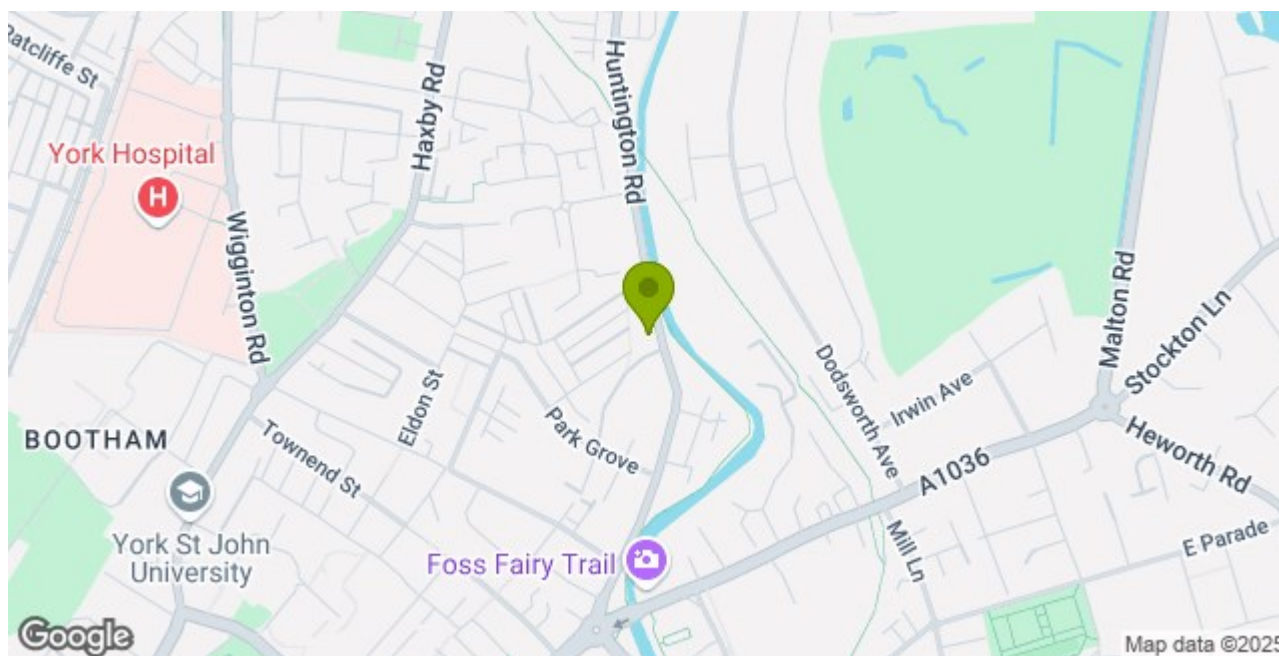 Ratcliffe St
York Hospital
H
Wigginton Rd
Haxby Rd
Huntington Rd
Malton Rd
Stockton Ln
Heworth Rd
Irwin Ave
Dodsworth Ave
A1036
Mill Ln
E Parade
Eldon St
Park Grove
Townend St
BOOTHAM
York St John
University
Foss Fairy Trail
Google
Map data ©2025